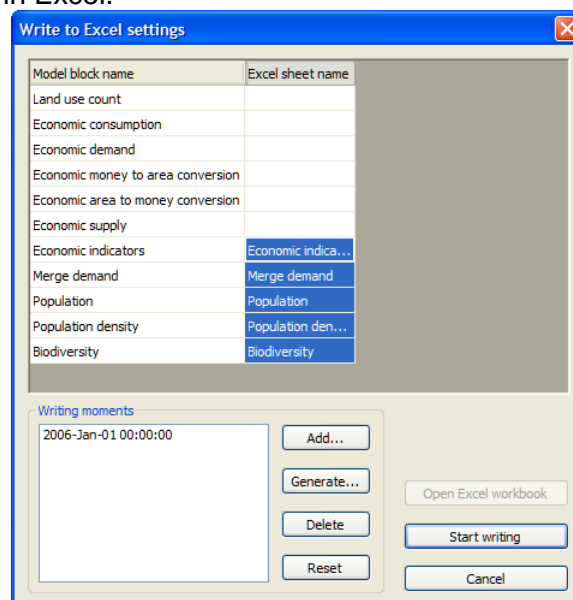 in Excel.
Write to Excel settings
Model block name Excel sheet name
Land use count
Economic consumption
Economic demand
Economic money to area conversion
Economic area to money conversion
Economic supply
Economic indicators Economic indica...
Merge demand Merge demand
Population Population
Population density Population den...
Biodiversity Biodiversity
Writing moments
2006-Jan-01 00:00:00
Add...
Generate...
Open Excel workbook
Delete
Start writing
Reset
Cancel